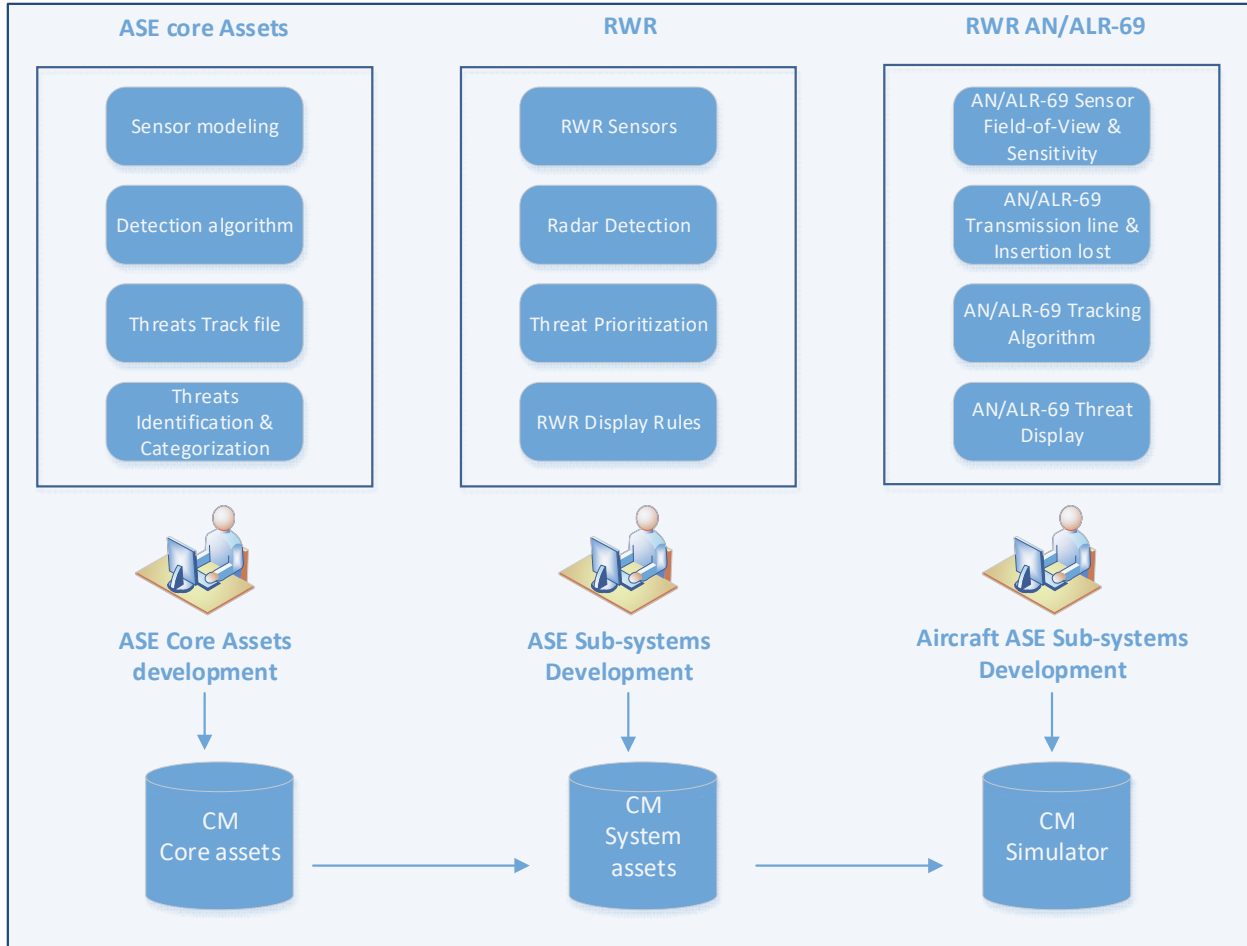 ASE core Assets
Sensor modeling
Detection algorithm
Threats Track file
Threats
Identification &
Categorization
ASE Core Assets
development
CM
Core assets
RWR
RWR Sensors
Radar Detection
Threat Prioritization
RWR Display Rules
ASE Sub-systems
Development
CM
System
assets
RWR AN/ALR-69
AN/ALR-69 Sensor
Field-of-View &
Sensitivity
AN/ALR-69
Transmission line &
Insertion lost
AN/ALR-69 Tracking
Algorithm
AN/ALR-69 Threat
Display
Aircraft ASE Sub-systems
Development
CM
Simulator